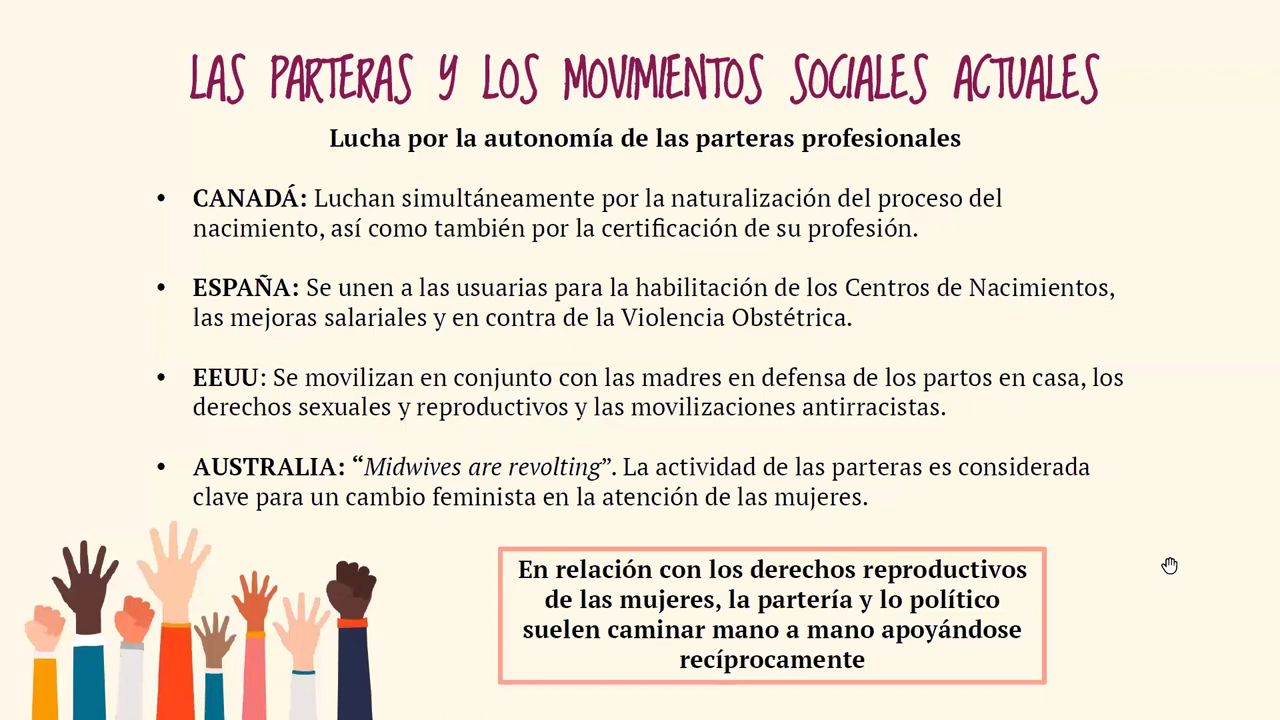 LAS PARTERAS Y LOS MOVIMIENTOS SOCIALES ACTUALES
Lucha por la autonomía de las parteras profesionales
• CANADÁ: Luchan simultáneamente por la naturalización del proceso del
nacimiento, así como también por la certificación de su profesión.
• ESPAÑA: Se unen a las usuarias para la habilitación de los Centros de Nacimientos,
las mejoras salariales y en contra de la Violencia Obstétrica.
• EEUU: Se movilizan en conjunto con las madres en defensa de los partos en casa, los
derechos sexuales y reproductivos y las movilizaciones antirracistas.
• AUSTRALIA: “Midwives are revolting”. La actividad de las parteras es considerada
clave para un cambio feminista en la atención de las mujeres.
En relación con los derechos reproductivos
de las mujeres, la partería y lo político
suelen caminar mano a mano apoyándose
recíprocamente